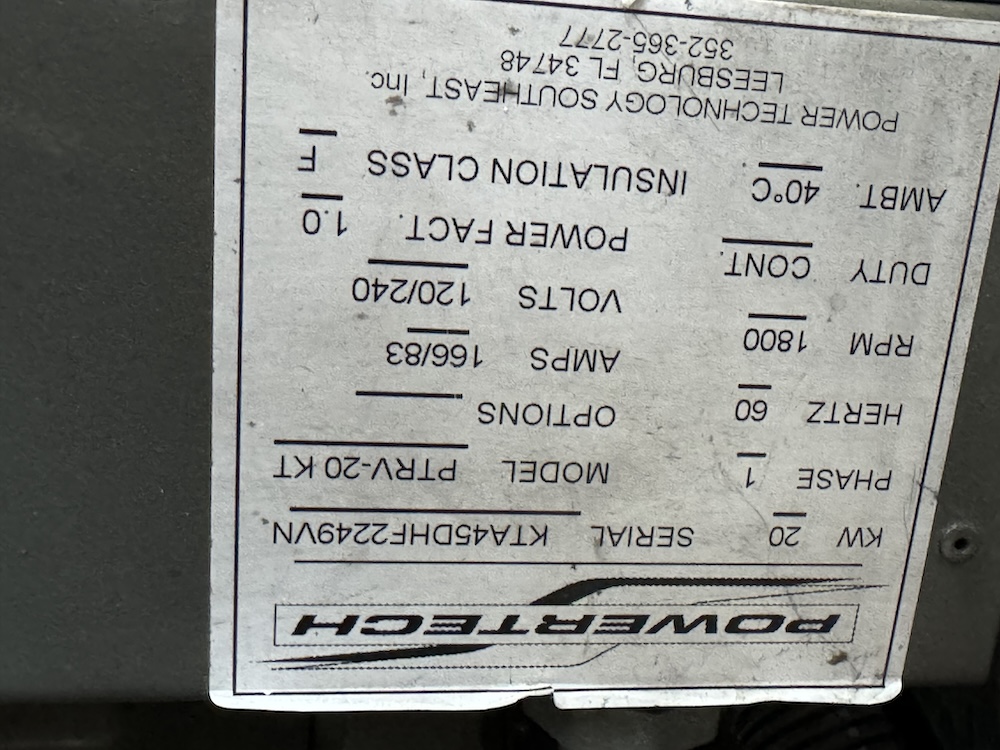 POWERTECH
KW 20 SERIAL KTA45DHF2249VN
PHASE 1 MODEL PTRV-20 KT
HERTZ 60 OPTIONS
RPM 1800 AMPS 166/83
DUTY CONT. VOLTS 120/240
AMBT. 40°C POWER FACT. 1.0
INSULATION CLASS F
POWER TECHNOLOGY SOUTHEAST, Inc.
LEESBURG, FL 34748
352-365-2777